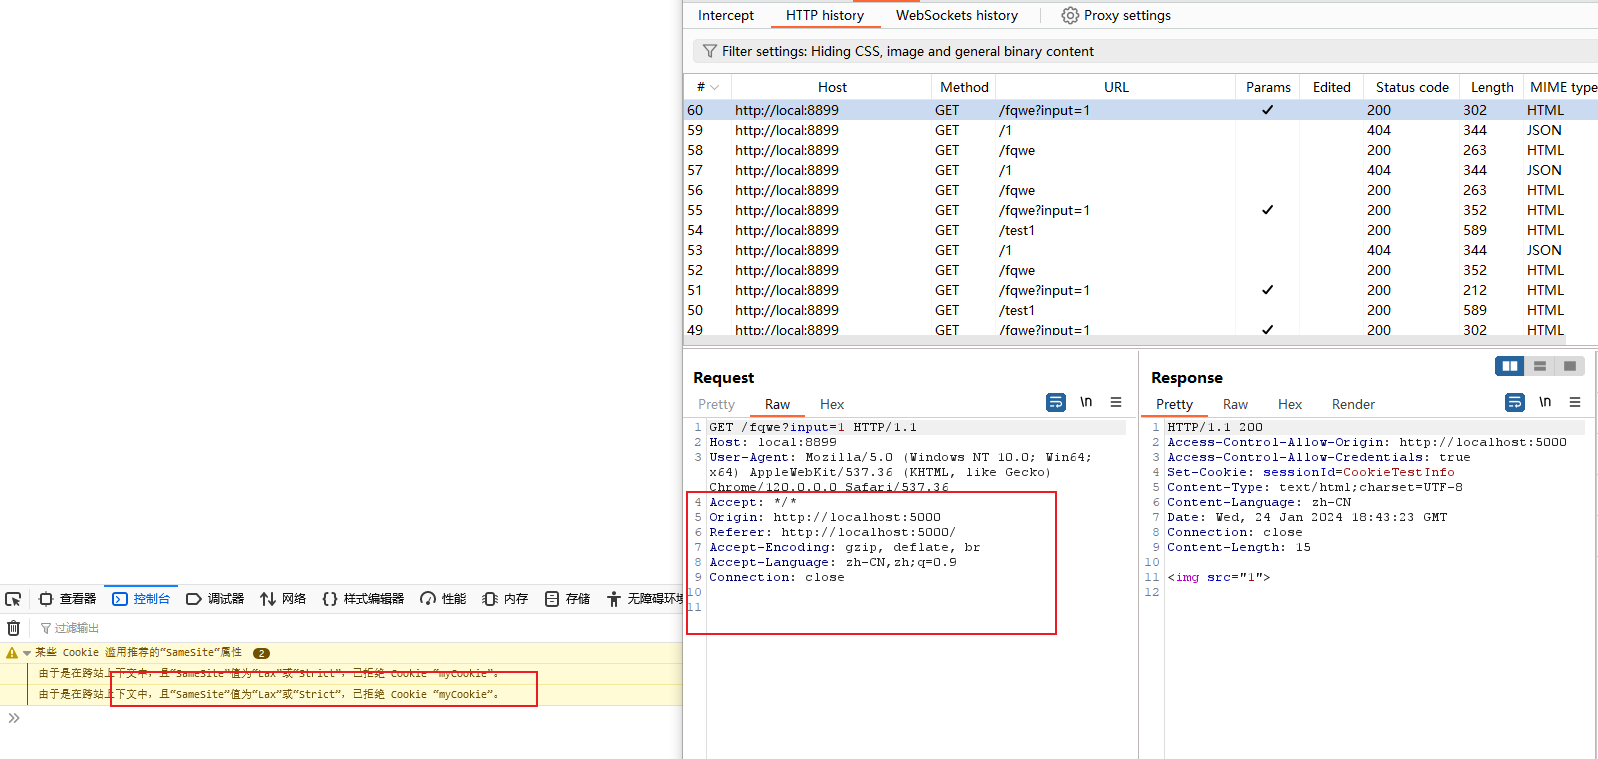 Intercept HTTP history WebSockets history Proxy settings
Filter settings: Hiding CSS, image and general binary content
# Host Method URL Params Edited Status code Length MIME type
60 http://local:8899 GET /fqwe?input=1 ✓ 200 302 HTML
59 http://local:8899 GET /1 404 344 JSON
58 http://local:8899 GET /fqwe 200 263 HTML
57 http://local:8899 GET /1 404 344 JSON
56 http://local:8899 GET /fqwe 200 263 HTML
55 http://local:8899 GET /fqwe?input=1 ✓ 200 352 HTML
54 http://local:8899 GET /test1 200 589 HTML
53 http://local:8899 GET /1 404 344 JSON
52 http://local:8899 GET /fqwe 200 352 HTML
51 http://local:8899 GET /fqwe?input=1 ✓ 200 212 HTML
50 http://local:8899 GET /test1 200 589 HTML
49 http://local:8899 GET /fqwe?input=1 ✓ 200 302 HTML
Request
Pretty Raw Hex
\n
1 GET /fqwe?input=1 HTTP/1.1
2 Host: local:8899
3 User-Agent: Mozilla/5.0 (Windows NT 10.0; Win64;
x64) AppleWebKit/537.36 (KHTML, like Gecko)
Chrome/120.0.0.0 Safari/537.36
4 Accept: */*
5 Origin: http://localhost:5000
6 Referer: http://localhost:5000/
7 Accept-Encoding: gzip, deflate, br
8 Accept-Language: zh-CN,zh;q=0.9
9 Connection: close
10
11
Response
Pretty Raw Hex Render
\n
1 HTTP/1.1 200
2 Access-Control-Allow-Origin: http://localhost:5000
3 Access-Control-Allow-Credentials: true
4 Set-Cookie: sessionId=CookieTestInfo
5 Content-Type: text/html;charset=UTF-8
6 Content-Language: zh-CN
7 Date: Wed, 24 Jan 2024 18:43:23 GMT
8 Connection: close
9 Content-Length: 15
10
11 <img src="1">
12
查看器 控制台 调试器 网络 {} 样式编辑器 性能 内存 存储 无障碍环境
过滤输出
某些 Cookie 滥用推荐的“SameSite“属性 2
由于是在跨站上下文中，且“SameSite”值为“Lax”或“Strict”，已拒绝 Cookie “myCookie”。
由于是在跨站上下文中，且“SameSite”值为“Lax”或“Strict”，已拒绝 Cookie “myCookie”。